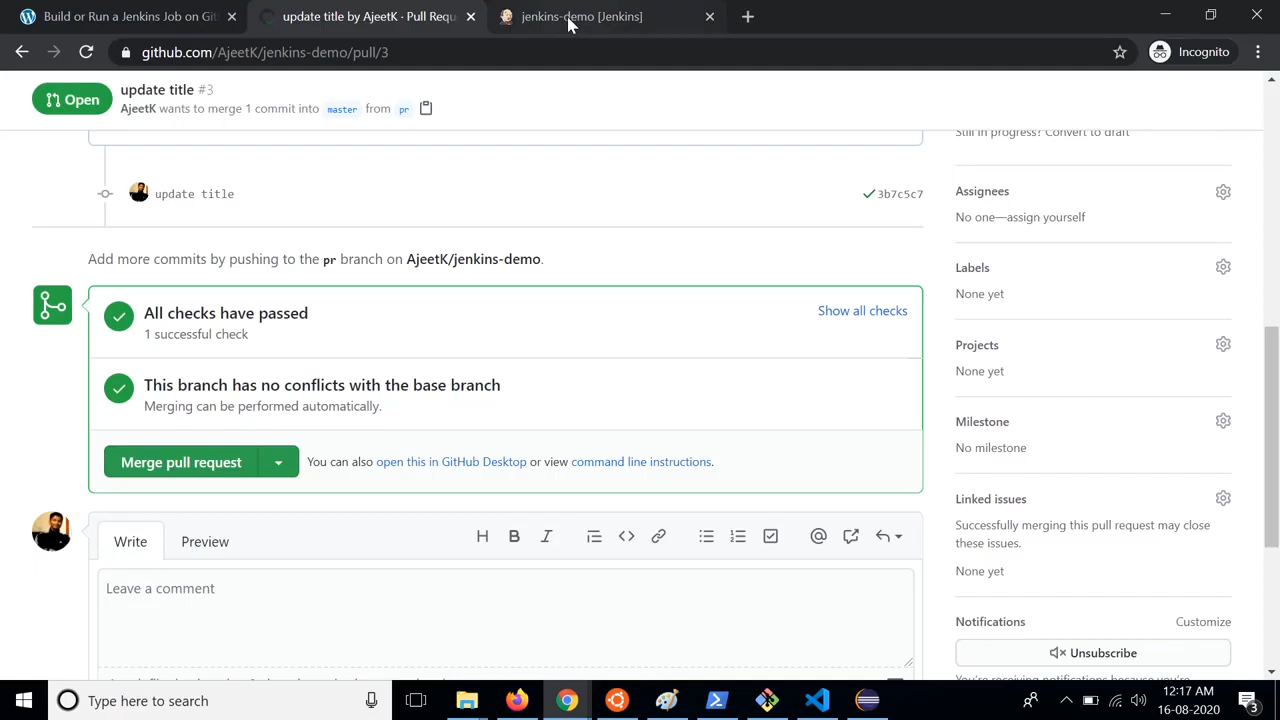 Build or Run a Jenkins Job on Git
update title by AjeetK · Pull Requ
jenkins-demo [Jenkins]
github.com/AjeetK/jenkins-demo/pull/3
Incognito
Open
update title #3
AjeetK wants to merge 1 commit into master from pr
Still in progress? Convert to draft
update title
3b7c5c7
Assignees
No one—assign yourself
Add more commits by pushing to the pr branch on AjeetK/jenkins-demo.
Labels
None yet
All checks have passed
1 successful check
Show all checks
Projects
None yet
This branch has no conflicts with the base branch
Merging can be performed automatically.
Milestone
No milestone
Merge pull request
You can also open this in GitHub Desktop or view command line instructions.
Linked issues
Successfully merging this pull request may close
these issues.
None yet
Write
Preview
Leave a comment
Notifications
Customize
Unsubscribe
Type here to search
12:17 AM
16-08-2020
3